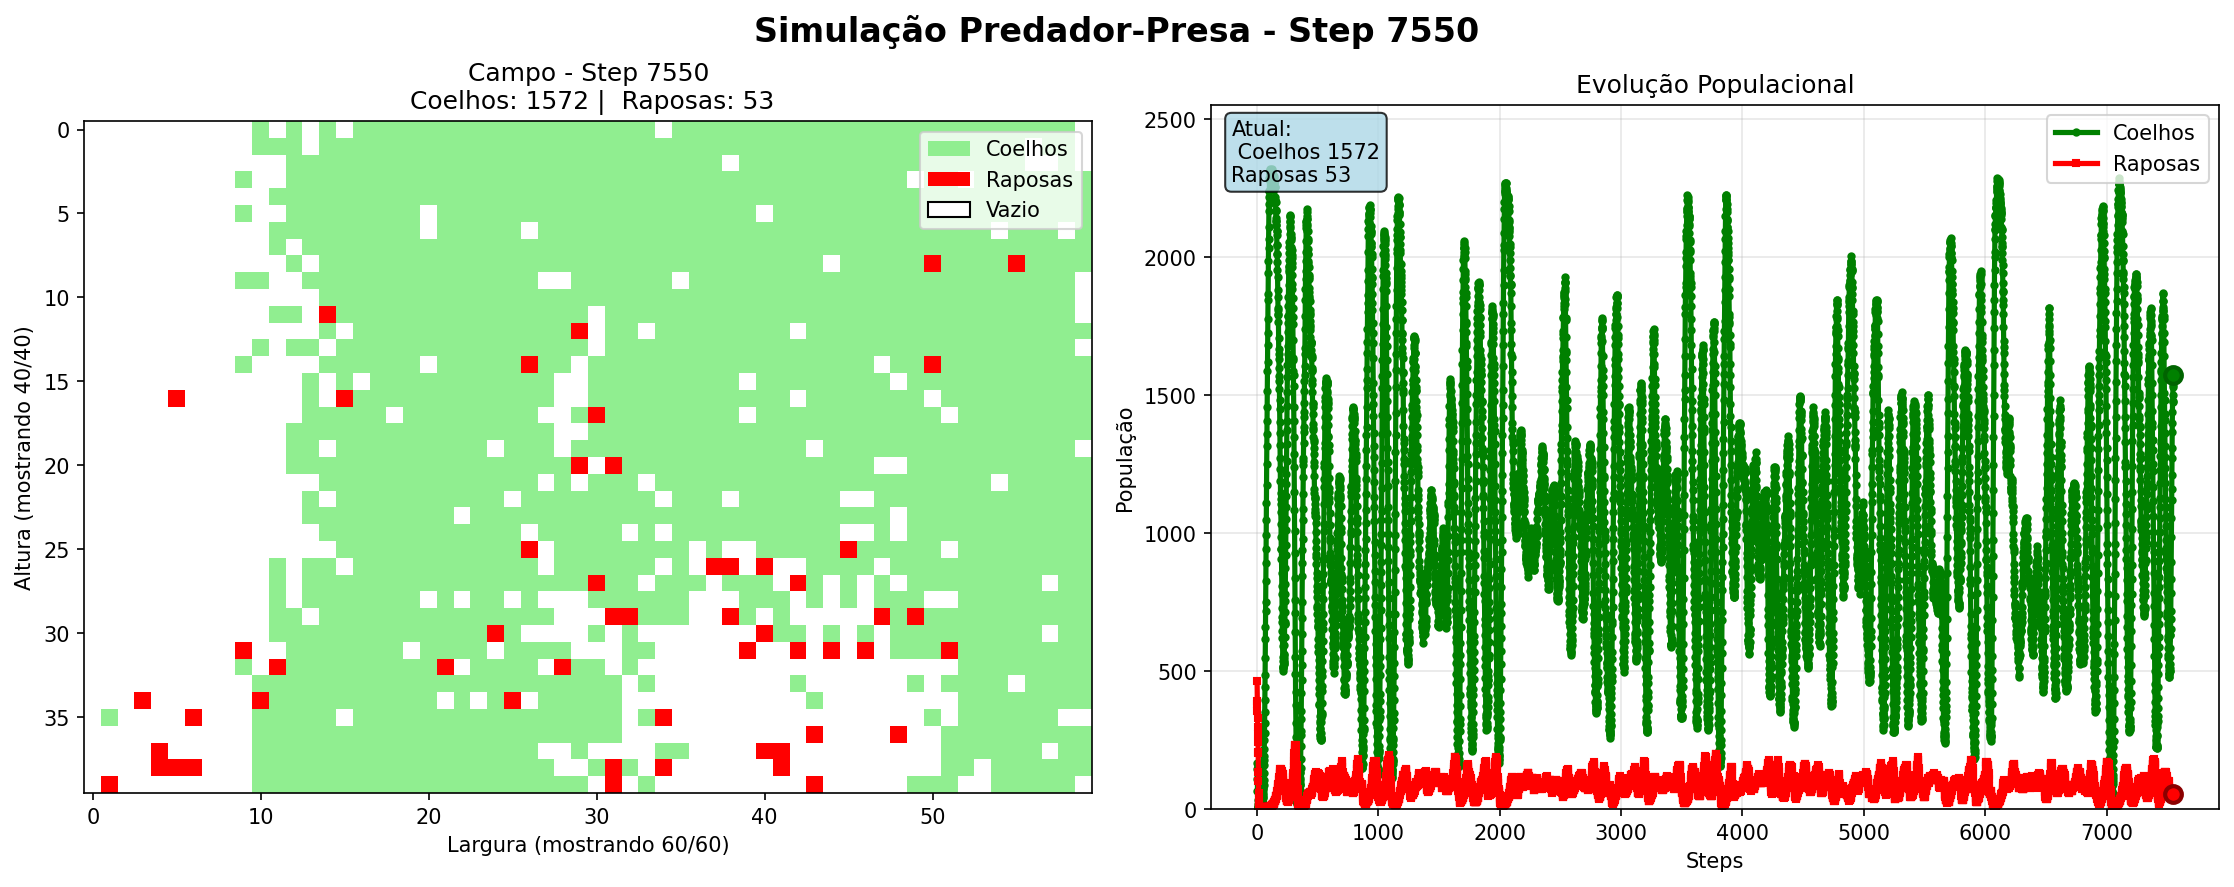 Simulação Predador-Presa - Step 7550
Campo - Step 7550
Coelhos: 1572 |  Raposas: 53
0
5
10
15
20
25
30
35
Altura (mostrando 40/40)
0
10
20
30
40
50
Largura (mostrando 60/60)
Coelhos
Raposas
Vazio
Evolução Populacional
Atual:
Coelhos 1572
Raposas 53
Coelhos
Raposas
2500
2000
1500
1000
500
0
População
0
1000
2000
3000
4000
5000
6000
7000
Steps